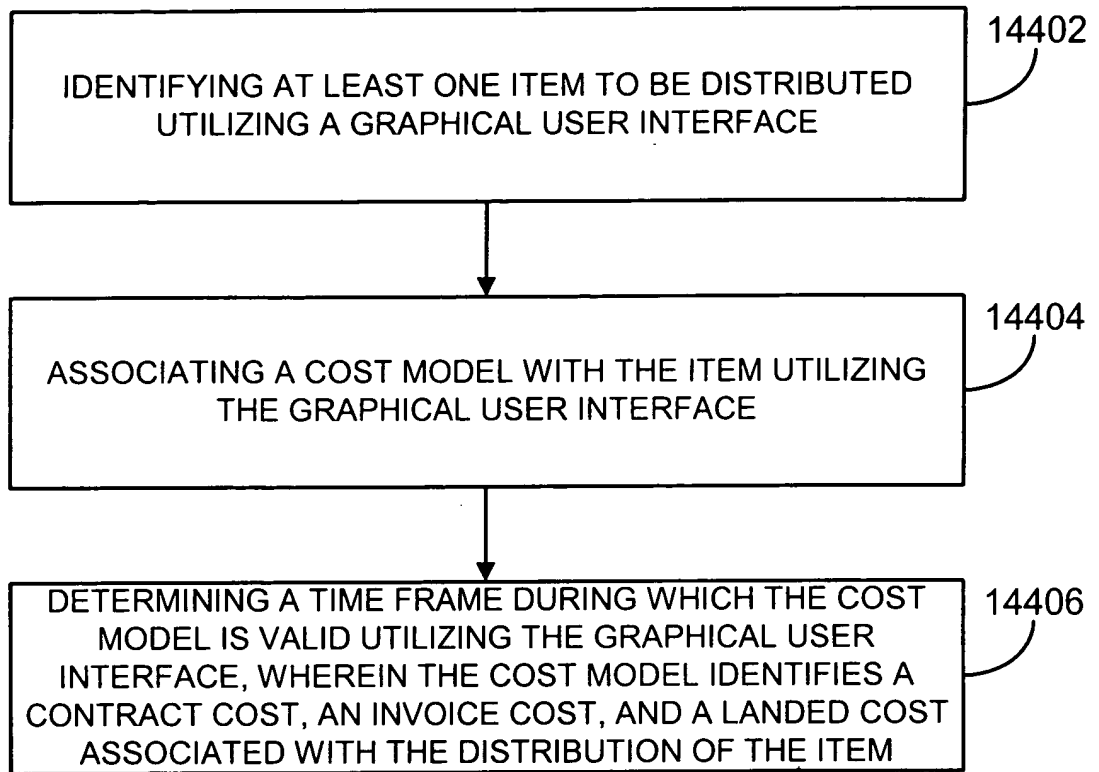 14402
IDENTIFYING AT LEAST ONE ITEM TO BE DISTRIBUTED
UTILIZING A GRAPHICAL USER INTERFACE
14404
ASSOCIATING A COST MODEL WITH THE ITEM UTILIZING
THE GRAPHICAL USER INTERFACE
14406
DETERMINING A TIME FRAME DURING WHICH THE COST
MODEL IS VALID UTILIZING THE GRAPHICAL USER
INTERFACE, WHEREIN THE COST MODEL IDENTIFIES A
CONTRACT COST, AN INVOICE COST, AND A LANDED COST
ASSOCIATED WITH THE DISTRIBUTION OF THE ITEM